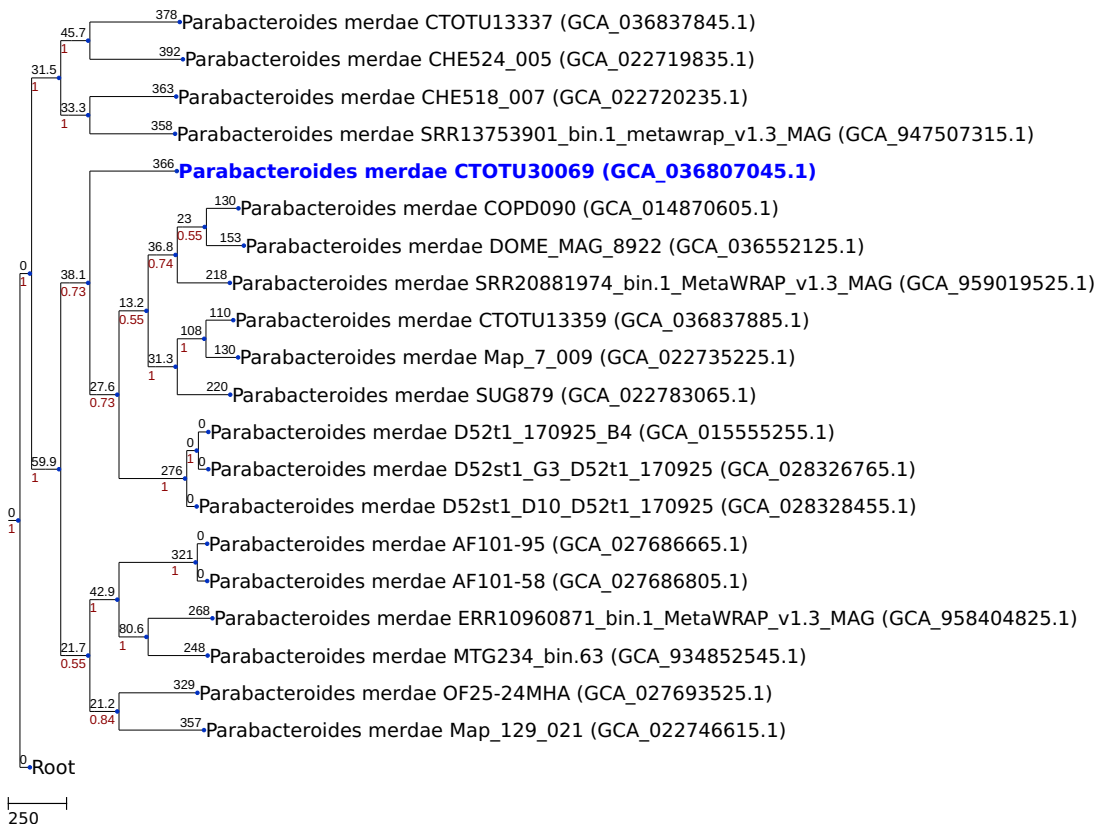 378 Parabacteroides merdae CTOTU13337 (GCA_036837845.1)
45.7
1
392 Parabacteroides merdae CHE524_005 (GCA_022719835.1)
31.5
1
363 Parabacteroides merdae CHE518_007 (GCA_022720235.1)
33.3
1
358 Parabacteroides merdae SRR13753901_bin.1_metawrap_v1.3_MAG (GCA_947507315.1)
366 Parabacteroides merdae CTOTU30069 (GCA_036807045.1)
130 Parabacteroides merdae COPD090 (GCA_014870605.1)
23
0.55
153 Parabacteroides merdae DOME_MAG_8922 (GCA_036552125.1)
36.8
0.74
0
1
38.1
0.73
218 Parabacteroides merdae SRR20881974_bin.1_MetaWRAP_v1.3_MAG (GCA_959019525.1)
13.2
0.55
110 Parabacteroides merdae CTOTU13359 (GCA_036837885.1)
108
1
130 Parabacteroides merdae Map_7_009 (GCA_022735225.1)
31.3
1
27.6
0.73
220 Parabacteroides merdae SUG879 (GCA_022783065.1)
0 Parabacteroides merdae D52t1_170925_B4 (GCA_015555255.1)
0
1
59.9
1
0 Parabacteroides merdae D52st1_G3_D52t1_170925 (GCA_028326765.1)
276
1
0 Parabacteroides merdae D52st1_D10_D52t1_170925 (GCA_028328455.1)
0
1
0 Parabacteroides merdae AF101-95 (GCA_027686665.1)
321
1
0 Parabacteroides merdae AF101-58 (GCA_027686805.1)
42.9
1
268 Parabacteroides merdae ERR10960871_bin.1_MetaWRAP_v1.3_MAG (GCA_958404825.1)
80.6
1
21.7
0.55
248 Parabacteroides merdae MTG234_bin.63 (GCA_934852545.1)
329 Parabacteroides merdae OF25-24MHA (GCA_027693525.1)
21.2
0.84
357 Parabacteroides merdae Map_129_021 (GCA_022746615.1)
0 Root
250